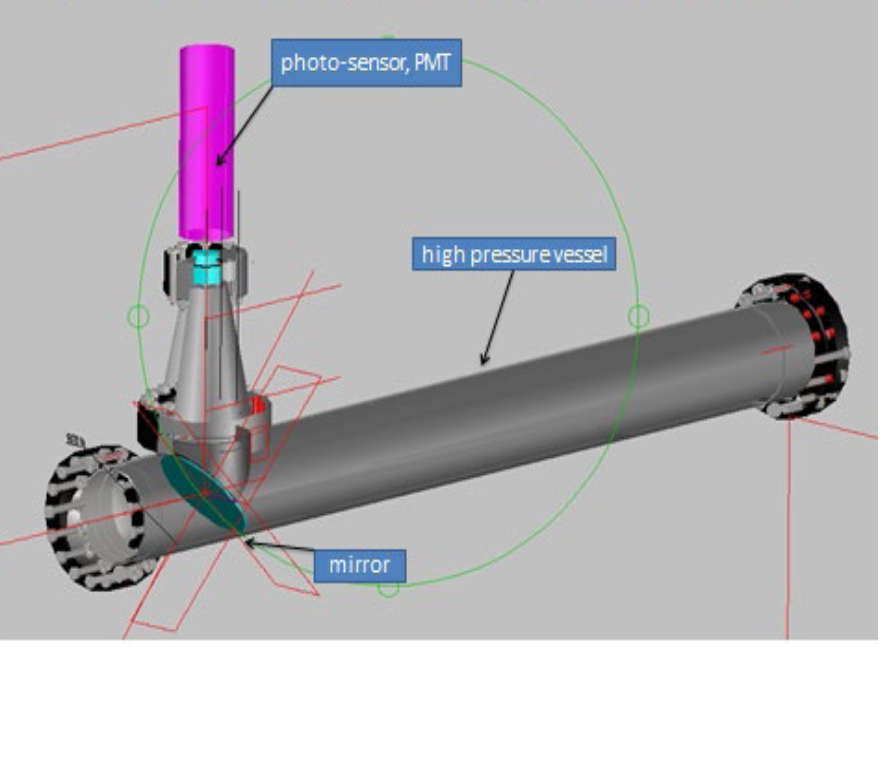 photo-sensor, PMT
high pressure vessel
mirror